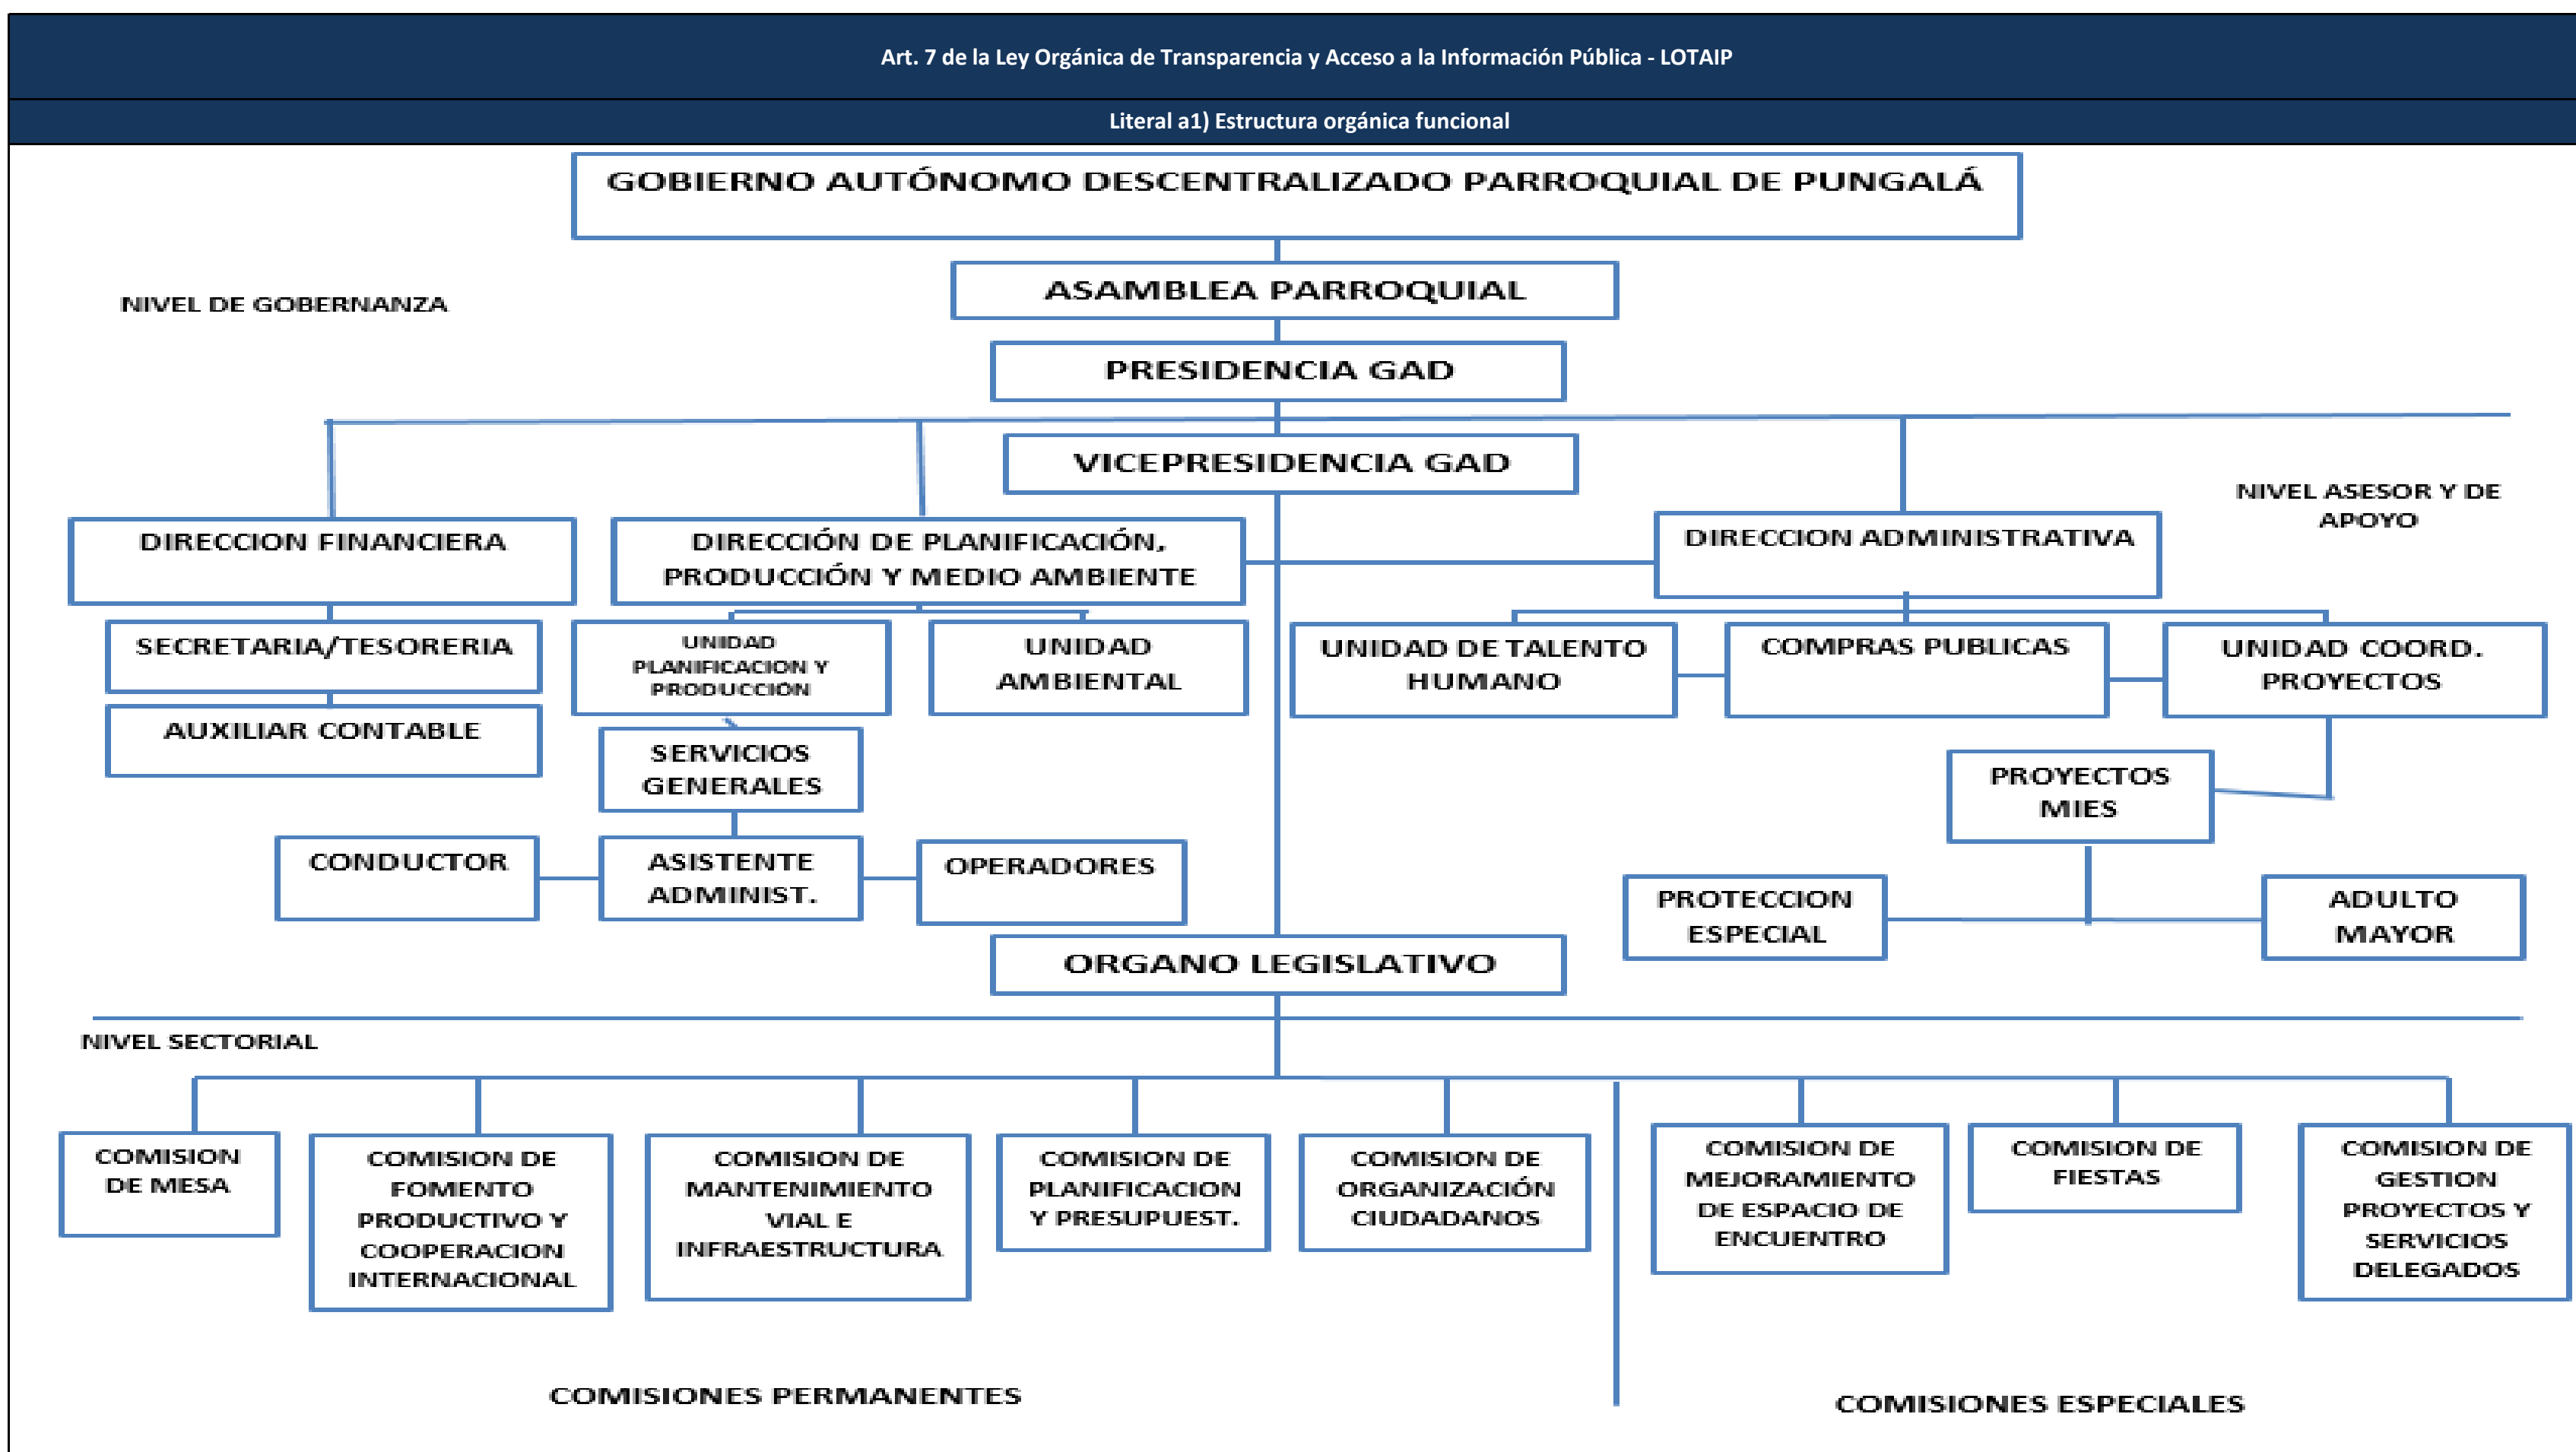 Art. 7 de la Ley Orgánica de Transparencia y Acceso a la Información Pública - LOTAIP
Literal a1) Estructura orgánica funcional
GOBIERNO AUTÓNOMO DESCENTRALIZADO PARROQUIAL DE PUNGALÁ
NIVEL DE GOBERNANZA
ASAMBLEA PARROQUIAL
PRESIDENCIA GAD
VICEPRESIDENCIA GAD
NIVEL ASESOR Y DE
APOYO
DIRECCION FINANCIERA
DIRECCIÓN DE PLANIFICACIÓN,
PRODUCCIÓN Y MEDIO AMBIENTE
DIRECCION ADMINISTRATIVA
SECRETARIA/TESORERIA
UNIDAD
PLANIFICACION Y
PRODUCCIÓN
UNIDAD
AMBIENTAL
UNIDAD DE TALENTO
HUMANO
COMPRAS PUBLICAS
UNIDAD COORD.
PROYECTOS
AUXILIAR CONTABLE
SERVICIOS
GENERALES
PROYECTOS
MIES
CONDUCTOR
ASISTENTE
ADMINIST.
OPERADORES
PROTECCION
ESPECIAL
ADULTO
MAYOR
ORGANO LEGISLATIVO
NIVEL SECTORIAL
COMISION
DE MESA
COMISION DE
FOMENTO
PRODUCTIVO Y
COOPERACION
INTERNACIONAL
COMISION DE
MANTENIMIENTO
VIAL E
INFRAESTRUCTURA
COMISION DE
PLANIFICACION
Y PRESUPUEST.
COMISION DE
ORGANIZACIÓN
CIUDADANOS
COMISION DE
MEJORAMIENTO
DE ESPACIO DE
ENCUENTRO
COMISION DE
FIESTAS
COMISION DE
GESTION
PROYECTOS Y
SERVICIOS
DELEGADOS
COMISIONES PERMANENTES
COMISIONES ESPECIALES